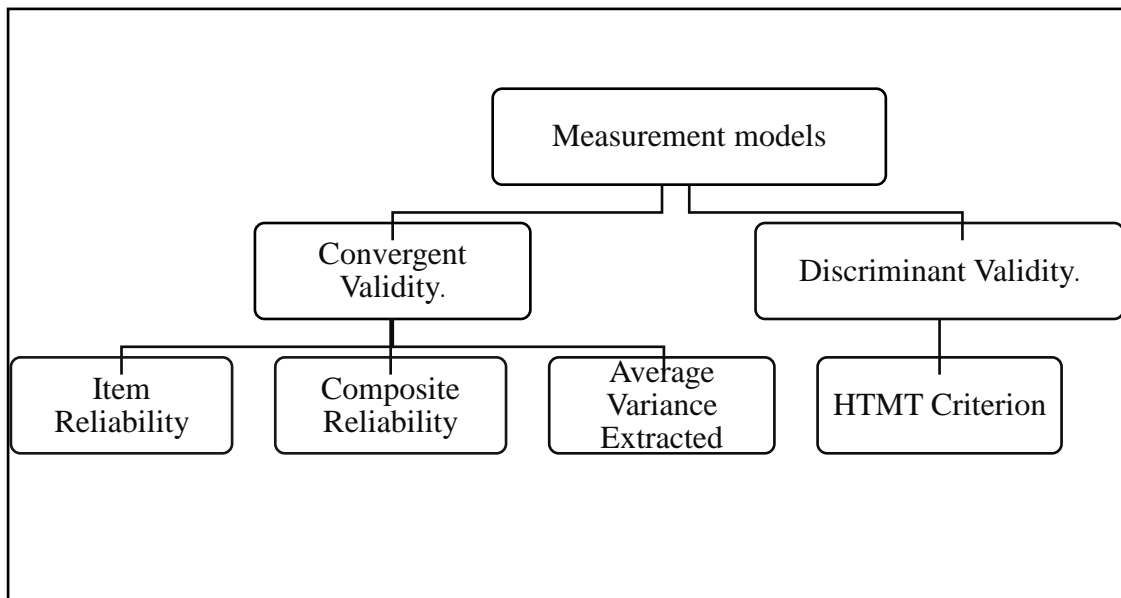 Measurement models
Convergent
Validity.
Discriminant Validity.
Item
Reliability
Composite
Reliability
Average
Variance
Extracted
HTMT Criterion